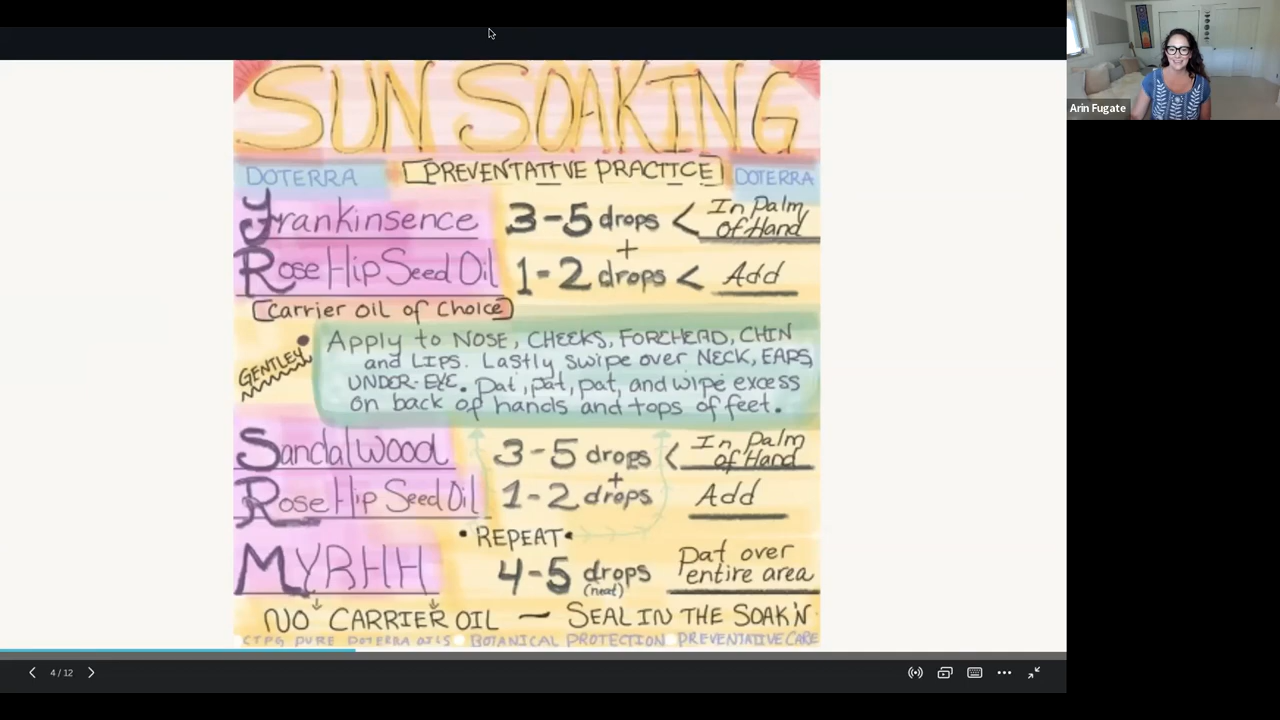 SUN SOAKING
DOTERRA [PREVENTATIVE PRACTICE] DOTERRA
Frankinsence 3-5 drops < In Palm of Hand
+
Rose Hip Seed Oil 1-2 drops < Add
[Carrier Oil of Choice]
GENTLEY
• Apply to NOSE, CHEEKS, FOREHEAD, CHIN
and LIPS. Lastly swipe over NECK, EARS,
UNDER-EYE. Pat, pat, pat, and wipe excess
on back of hands and tops of feet.
Sandalwood 3-5 drops < In Palm of Hand
+
Rose Hip Seed Oil 1-2 drops Add
• REPEAT •
MYRHH 4-5 drops (neat) Pat over entire area
NO CARRIER OIL — SEAL IN THE SOAK'N
CTPG PURE DOTERRA OILS • BOTANICAL PROTECTION • PREVENTATIVE CARE
4 / 12
Arin Fugate